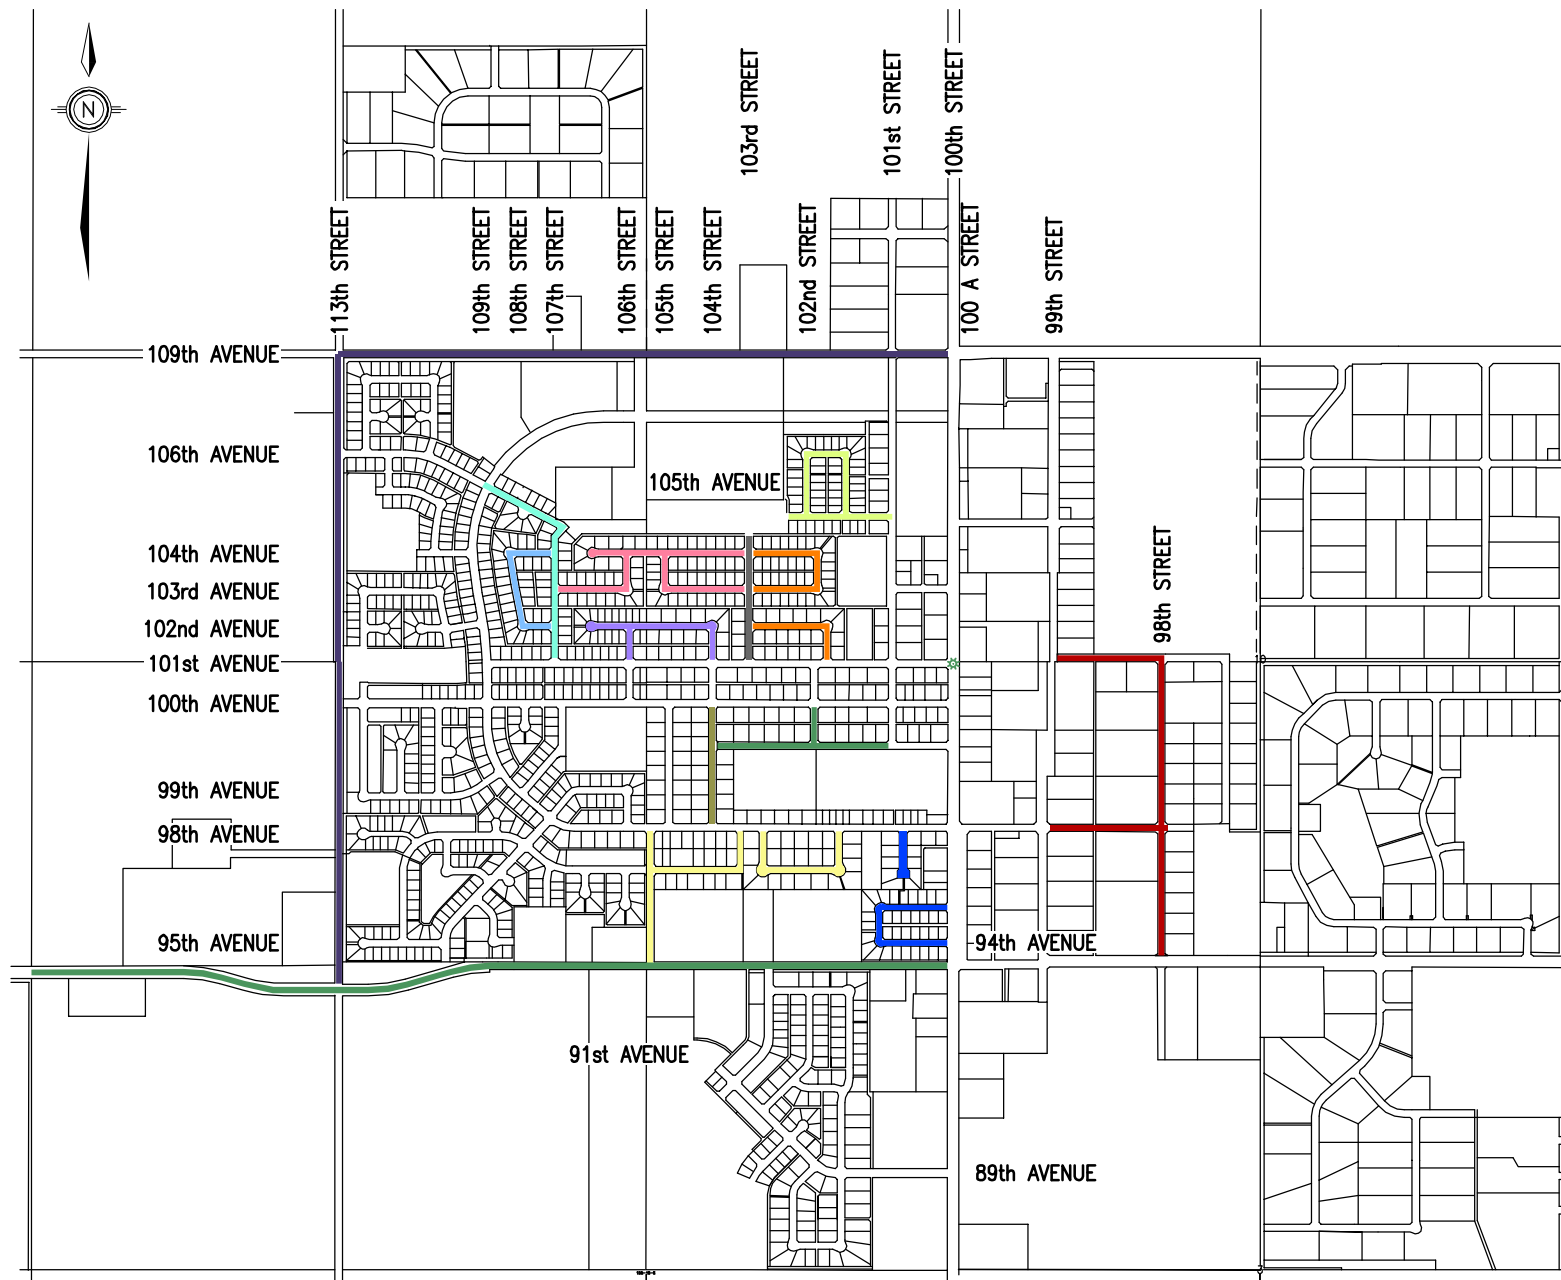 N
103rd STREET
101st STREET
100th STREET
113th STREET
109th STREET
108th STREET
107th STREET
106th STREET
105th STREET
104th STREET
102nd STREET
100 A STREET
99th STREET
109th AVENUE
106th AVENUE
105th AVENUE
104th AVENUE
98th STREET
103rd AVENUE
102nd AVENUE
101st AVENUE
100th AVENUE
99th AVENUE
98th AVENUE
95th AVENUE
94th AVENUE
91st AVENUE
89th AVENUE